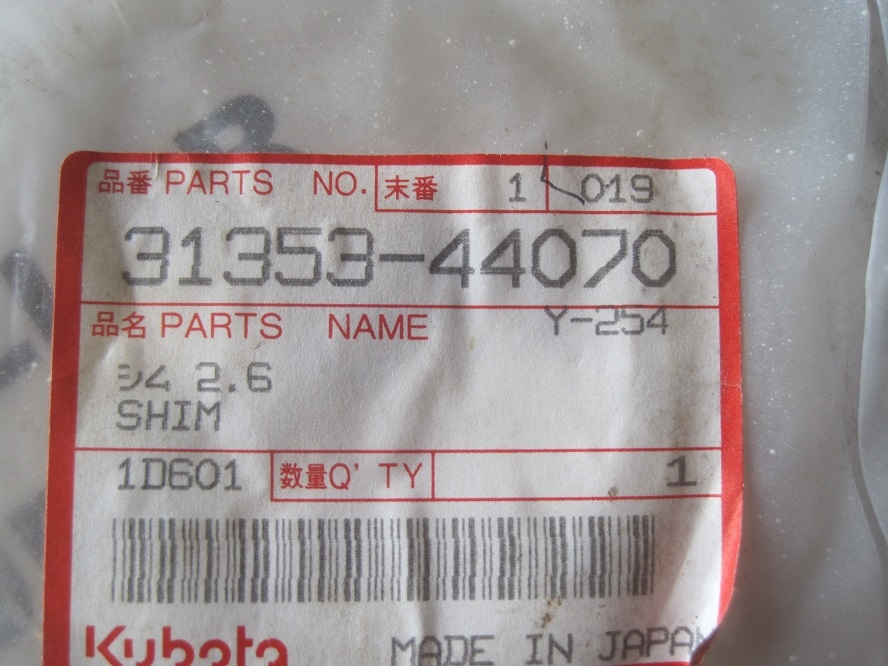 品番 PARTS NO. 末番 1 019
31353-44070
品名 PARTS NAME Y-254
シム 2.6
SHIM
1D601 数量Q'TY 1
Kubota MADE IN JAPAN